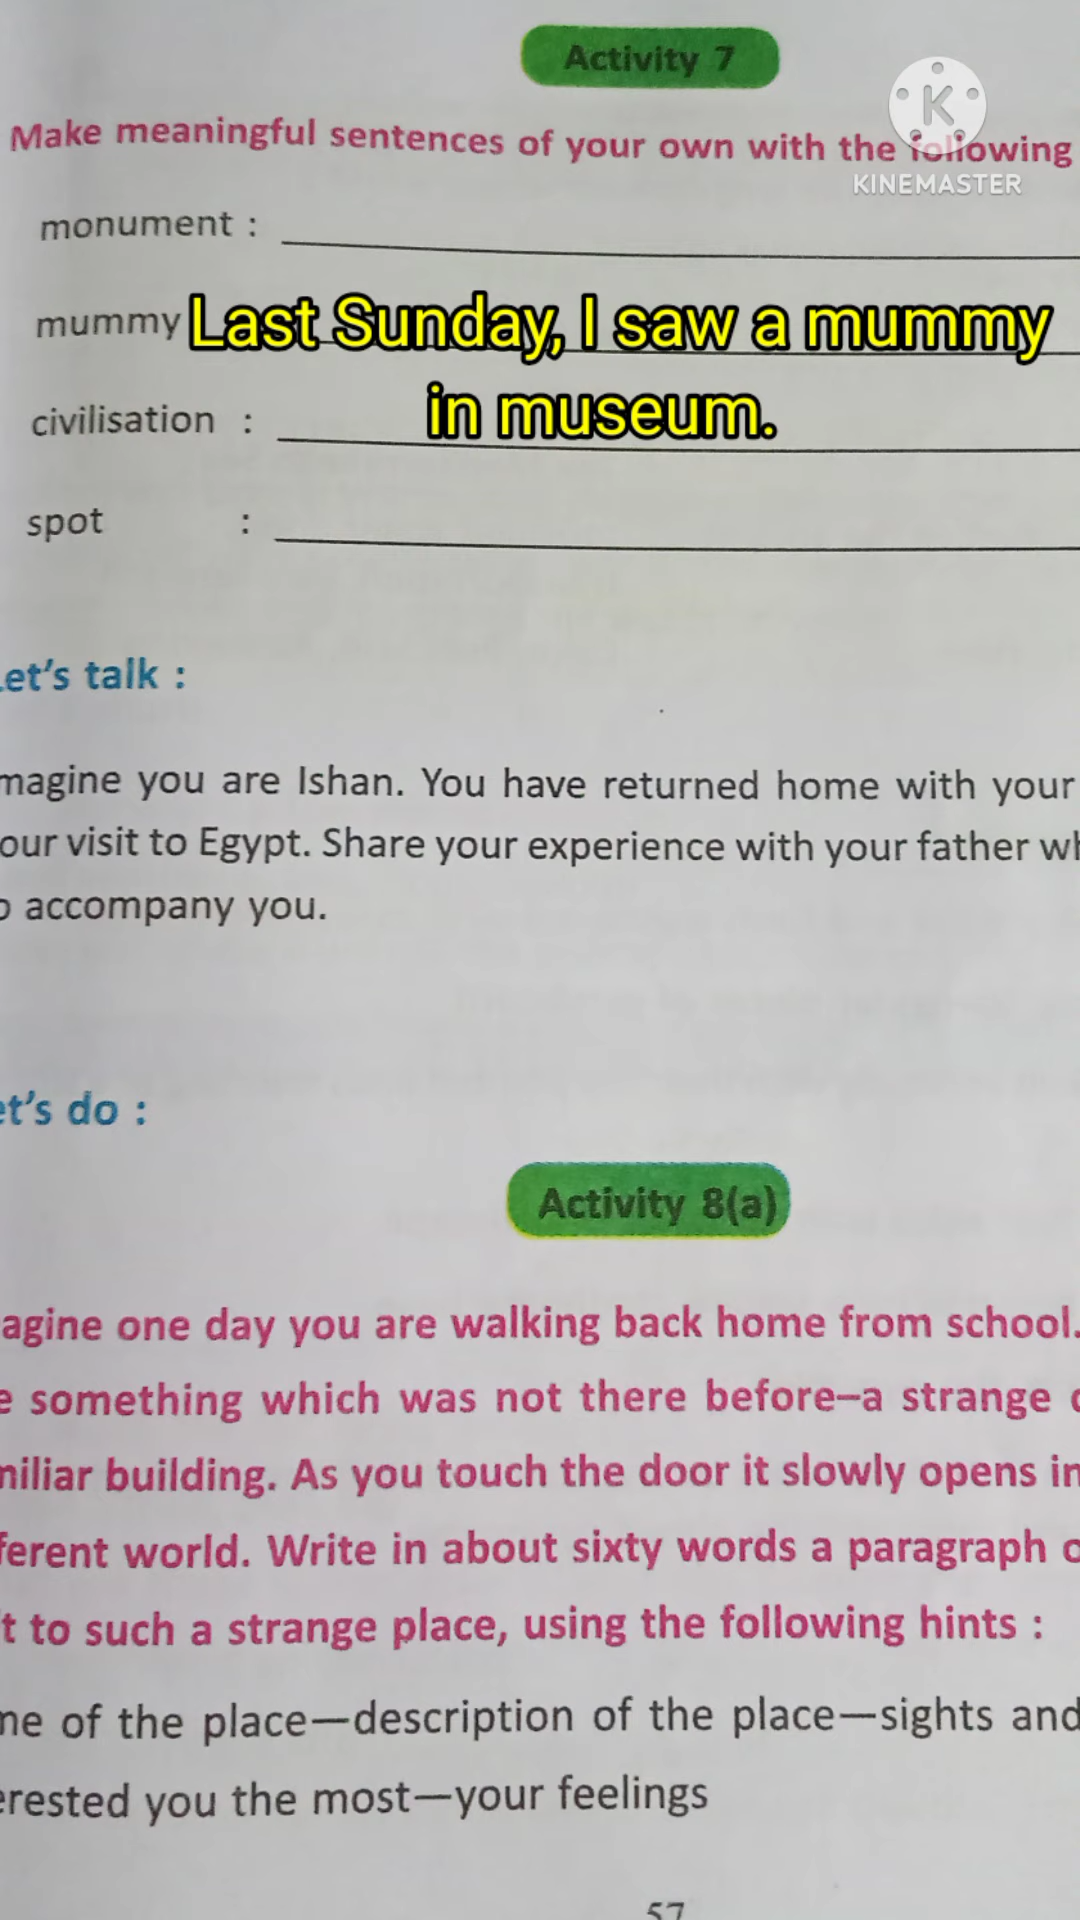 Activity 7
K
KINEMASTER
Make meaningful sentences of your own with the following
monument :
mummy
Last Sunday, I saw a mummy
in museum.
civilisation :
spot :
Let's talk :
magine you are Ishan. You have returned home with your
our visit to Egypt. Share your experience with your father wh
o accompany you.
et's do :
Activity 8(a)
agine one day you are walking back home from school.
e something which was not there before—a strange
miliar building. As you touch the door it slowly opens in
ferent world. Write in about sixty words a paragraph o
t to such a strange place, using the following hints :
me of the place—description of the place—sights and
erested you the most—your feelings
57